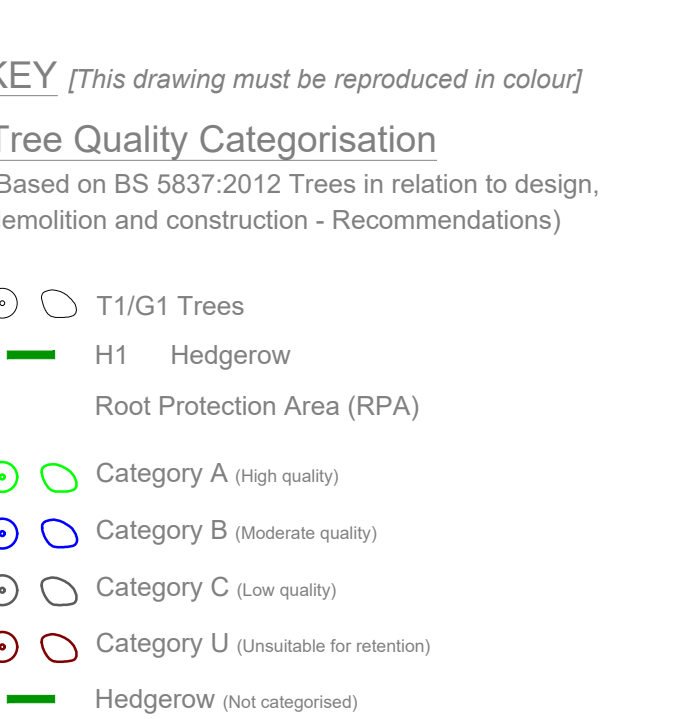 KEY [This drawing must be reproduced in colour]
Tree Quality Categorisation
Based on BS 5837:2012 Trees in relation to design,
emolition and construction - Recommendations)
T1/G1 Trees
H1 Hedgerow
Root Protection Area (RPA)
Category A (High quality)
Category B (Moderate quality)
Category C (Low quality)
Category U (Unsuitable for retention)
Hedgerow (Not categorised)